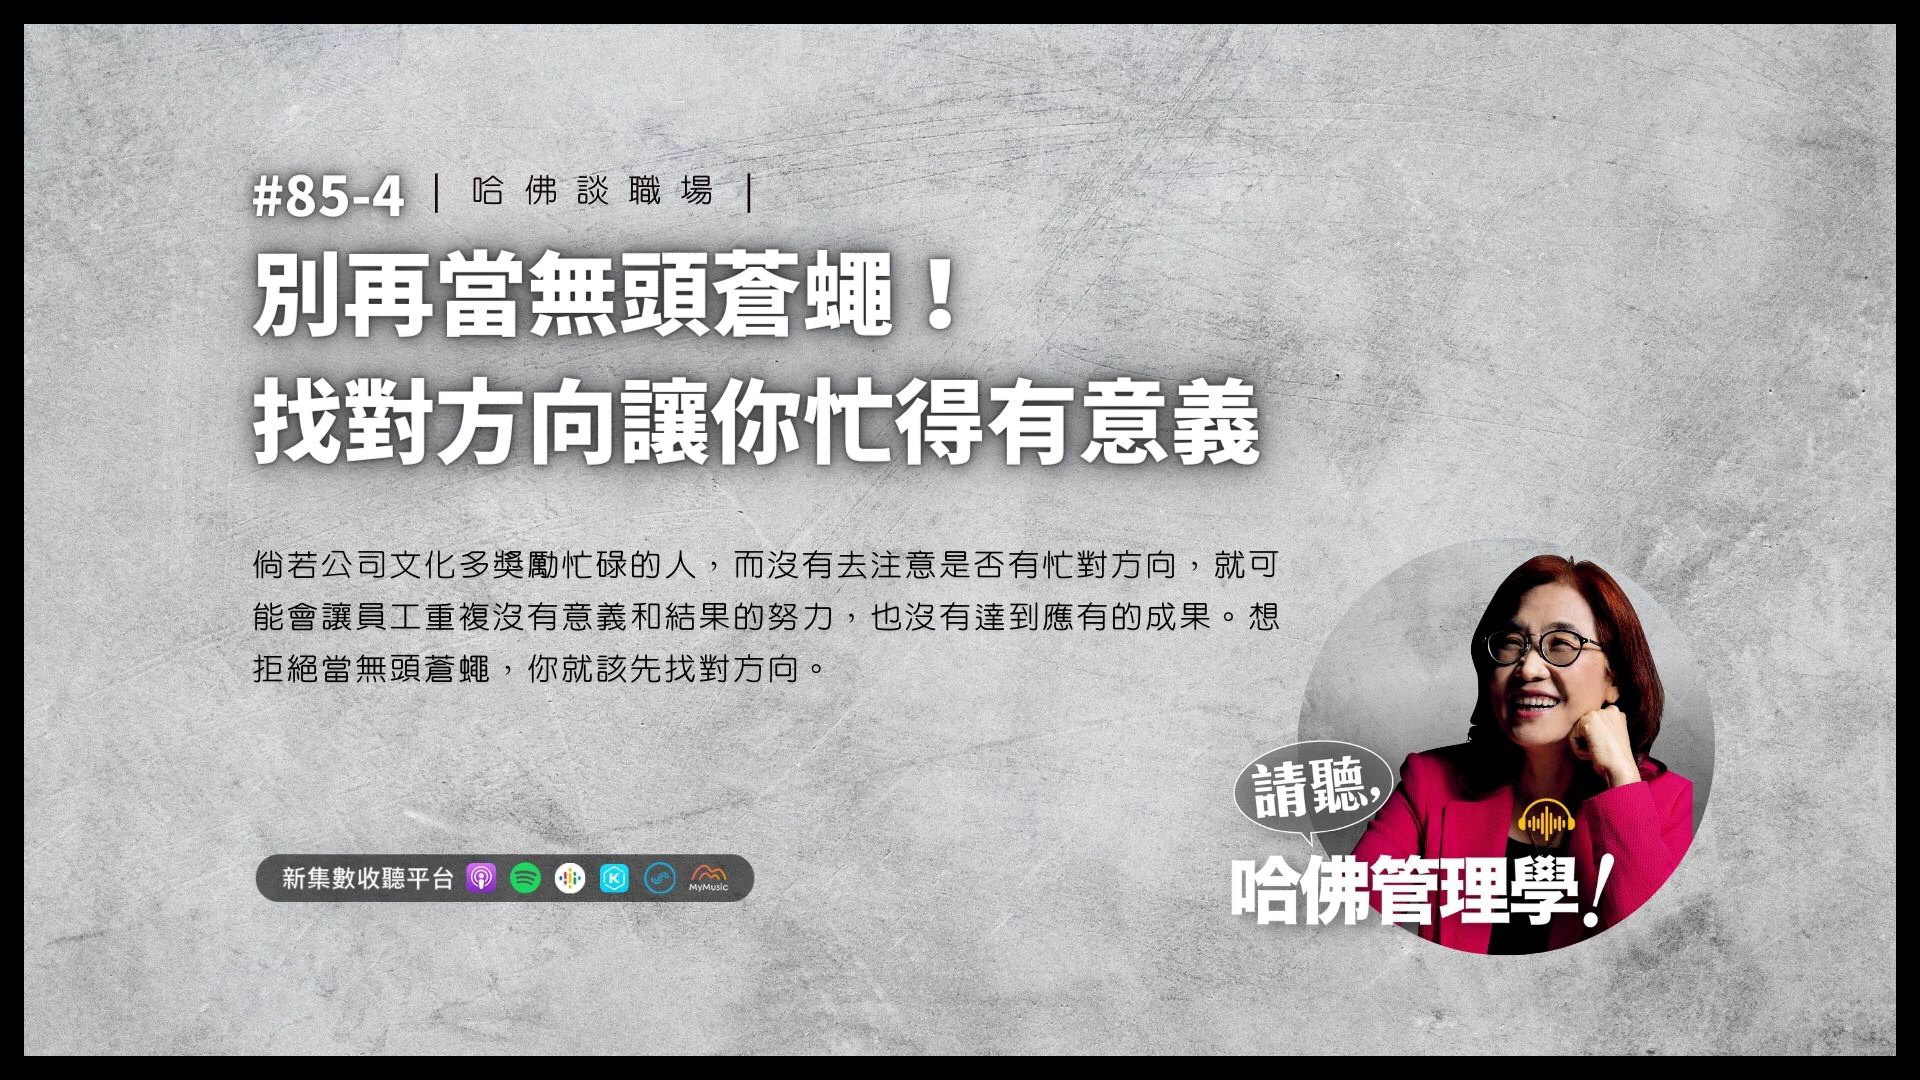 #85-4｜哈佛談職場｜
別再當無頭蒼蠅！
找對方向讓你忙得有意義
倘若公司文化多獎勵忙碌的人，而沒有去注意是否有忙對方向，就可
能會讓員工重複沒有意義和結果的努力，也沒有達到應有的成果。想
拒絕當無頭蒼蠅，你就該先找對方向。
請聽，
哈佛管理學！
新集數收聽平台
MyMusic